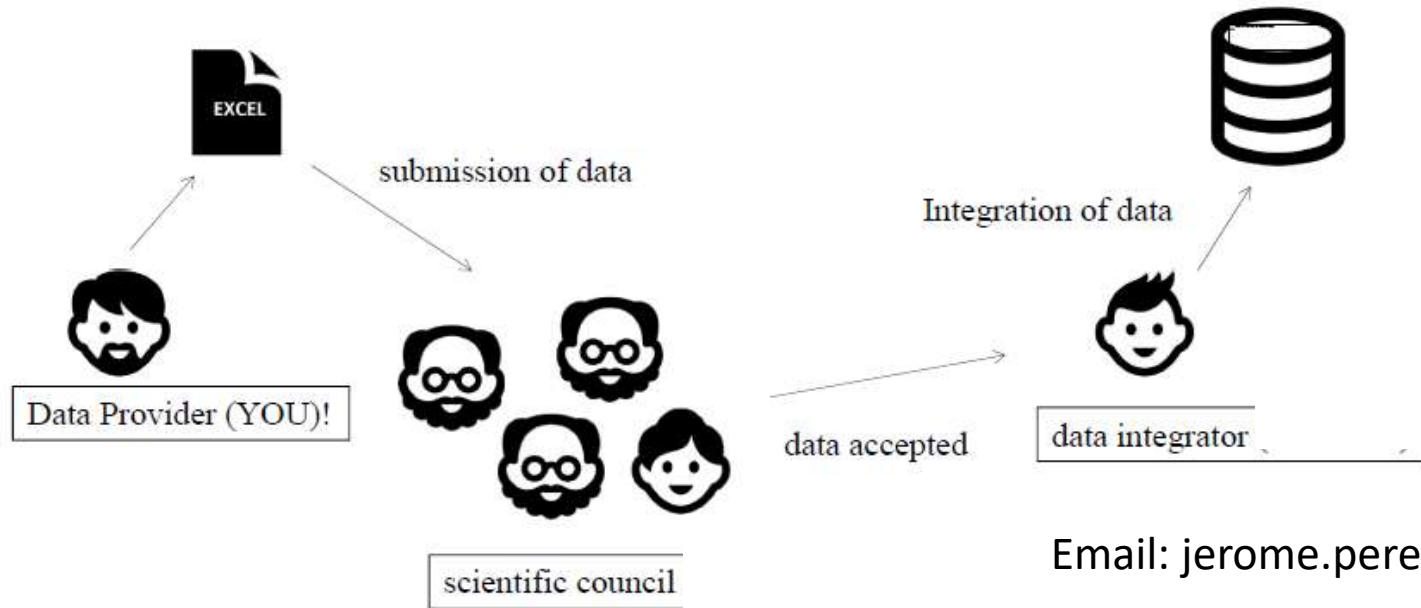 EXCEL
submission of data
Integration of data
Data Provider (YOU)!
data accepted
data integrator
scientific council
Email: jerome.pere